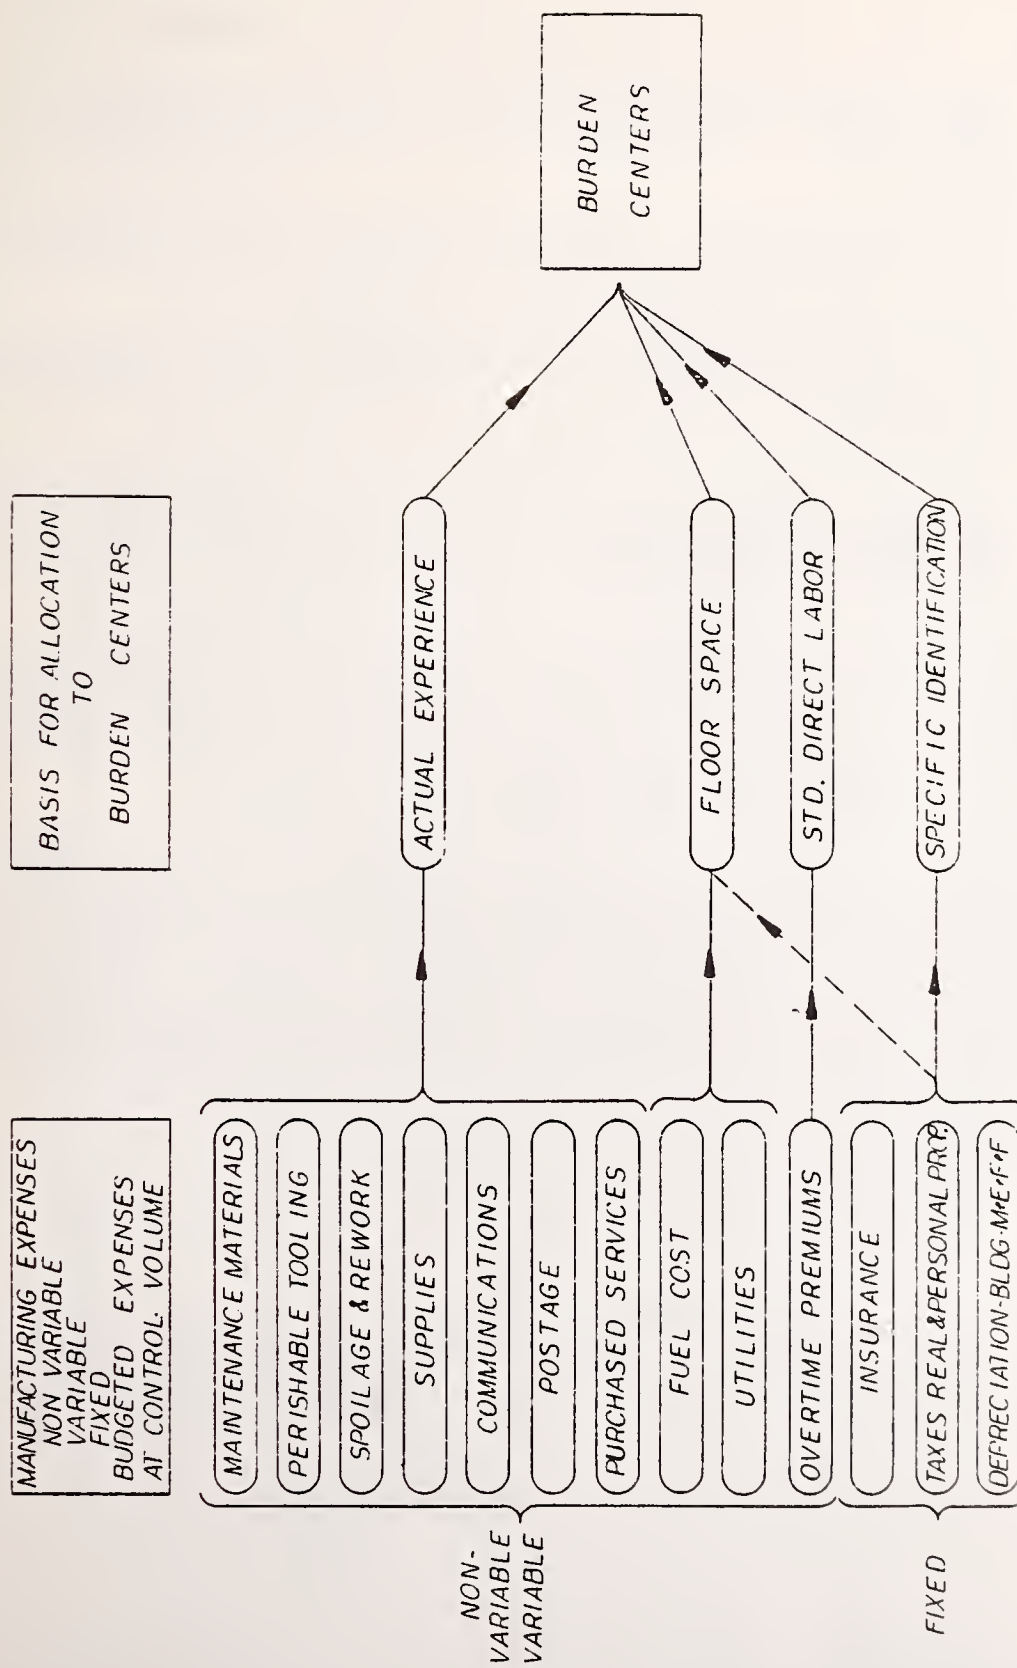 MANUFACTURING EXPENSES
NON VARIABLE
VARIABLE
FIXED
BUDGETED EXPENSES
AT CONTROL VOLUME
BASIS FOR ALLOCATION
TO
BURDEN CENTERS
NON-
VARIABLE
VARIABLE
MAINTENANCE MATERIALS
PERISHABLE TOOLING
SPOILAGE & REWORK
SUPPLIES
COMMUNICATIONS
POSTAGE
PURCHASED SERVICES
FUEL COST
UTILITIES
OVERTIME PREMIUMS
FIXED
INSURANCE
TAXES REAL & PERSONAL PROP.
DEPRECIATION-BLDG-M•E•F•F
ACTUAL EXPERIENCE
FLOOR SPACE
STD. DIRECT LABOR
SPECIFIC IDENTIFICATION
BURDEN
CENTERS